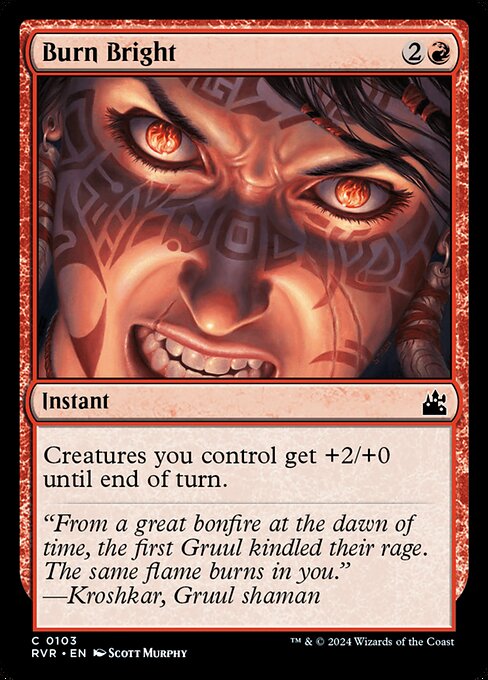 Burn Bright 2
Instant
Creatures you control get +2/+0
until end of turn.
“From a great bonfire at the dawn of
time, the first Gruul kindled their rage.
The same flame burns in you.”
—Kroshkar, Gruul shaman
C 0103
RVR • EN Scott Murphy
™ & © 2024 Wizards of the Coast